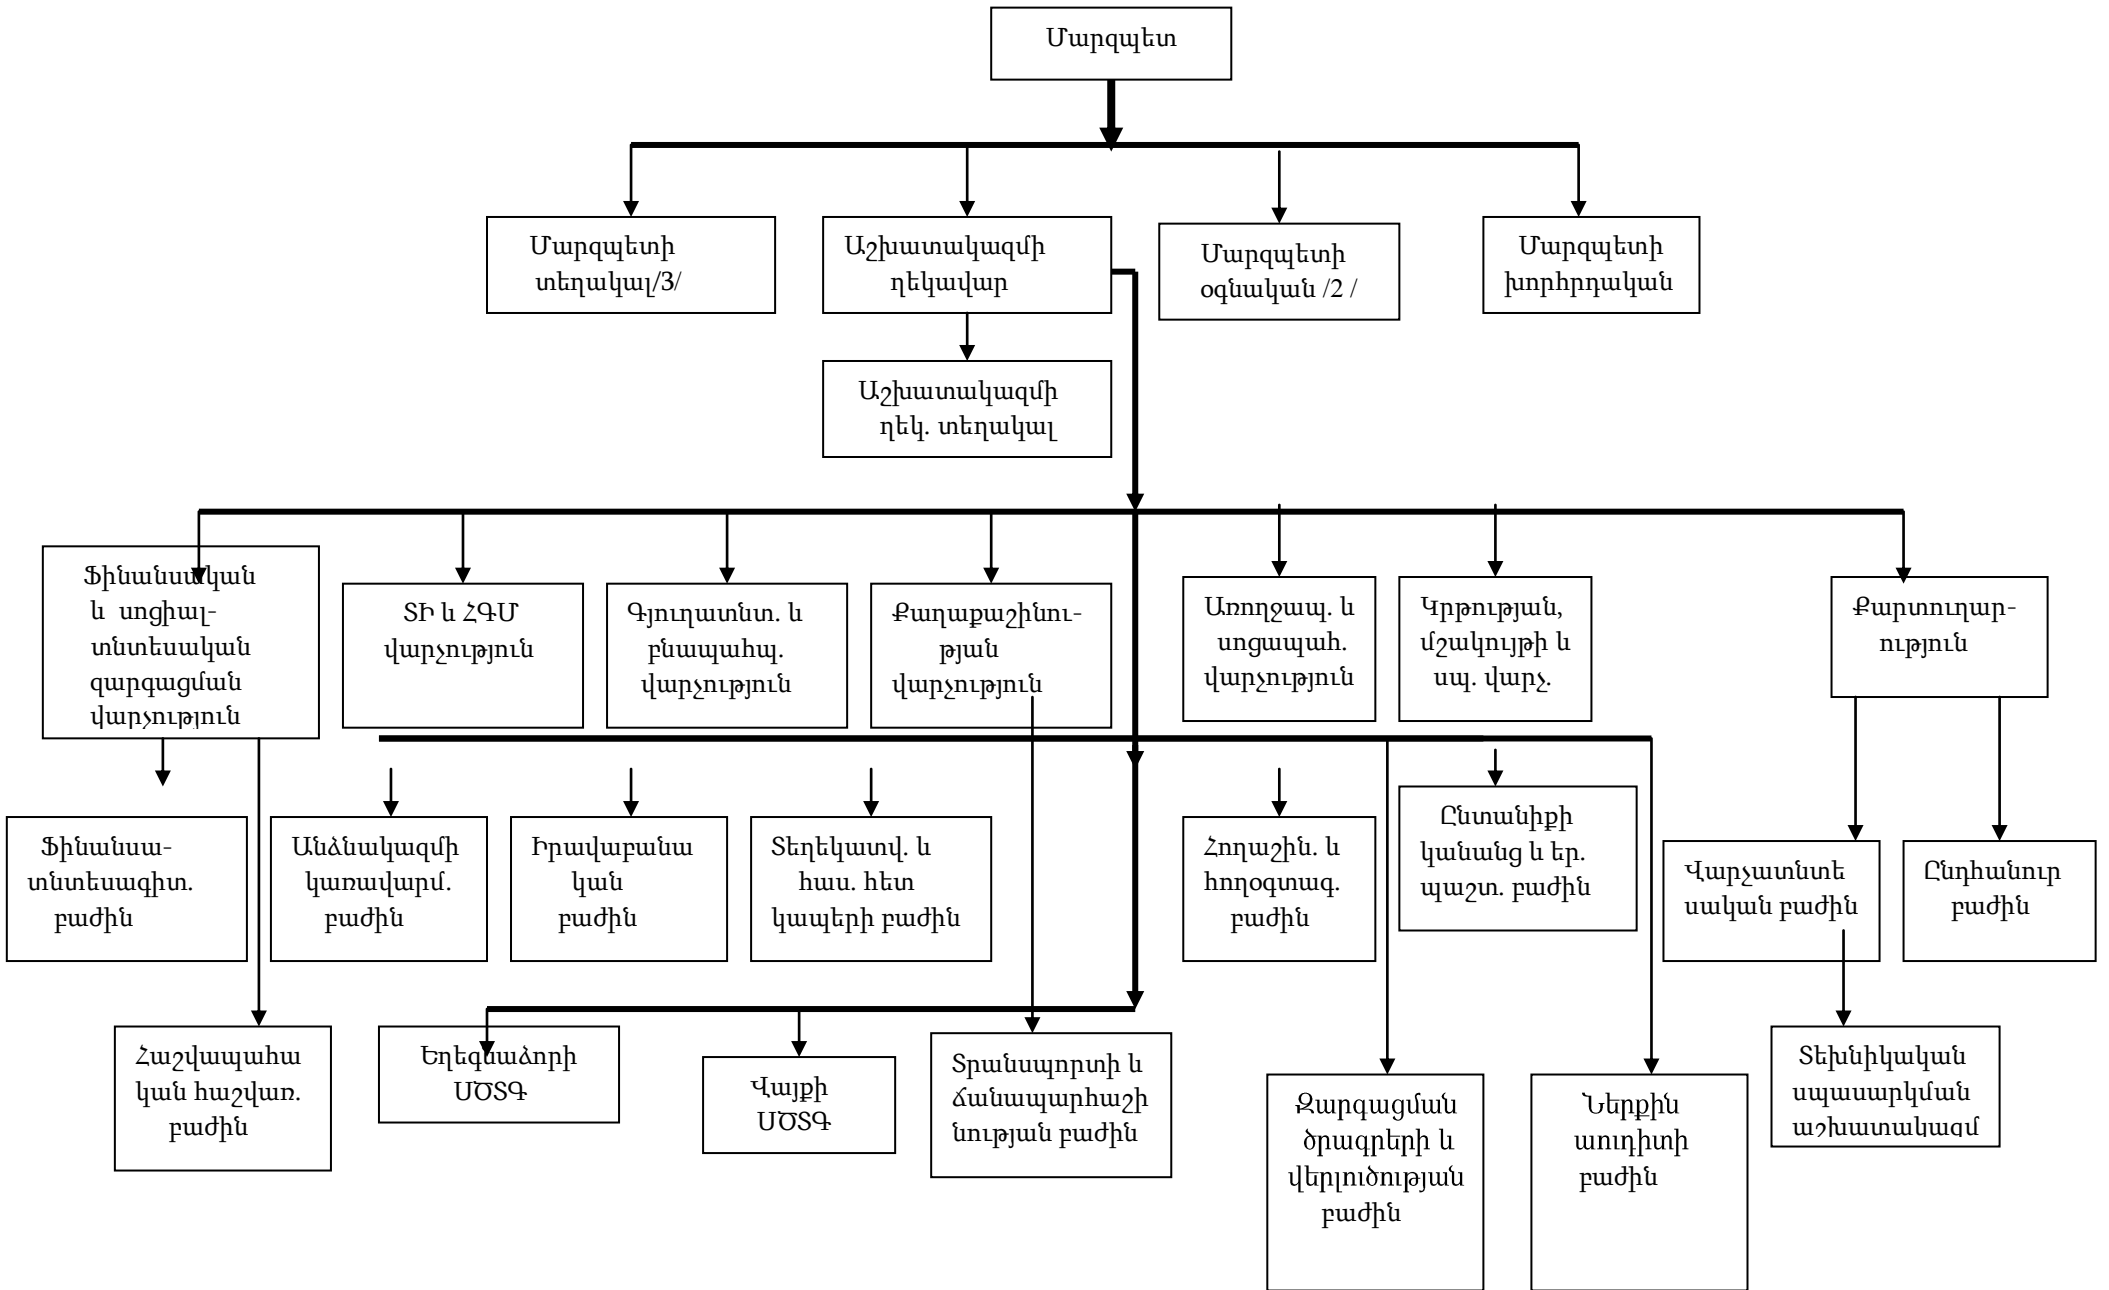 Մարզպետ
Մարզպետի
տեղակալ/3/
Աշխատակազմի
ղեկավար
Մարզպետի
օգնական /2 /
Մարզպետի
խորհրդական
Աշխատակազմի
ղեկ. տեղակալ
Ֆինանսական
և սոցիալ-
տնտեսական
զարգացման
վարչություն
ՏԻ և ՀԳՄ
վարչություն
Գյուղատնտ. և
բնապահպ.
վարչություն
Քաղաքաշինու-
թյան
վարչություն
Առողջապ. և
սոցապահ.
վարչություն
Կրթության,
մշակույթի և
սպ. վարչ.
Քարտուղար-
ություն
Ֆինանսա-
տնտեսագիտ.
բաժին
Անձնակազմի
կառավարմ.
բաժին
Իրավաբանա
կան
բաժին
Տեղեկատվ. և
հաս. հետ
կապերի բաժին
Հողաշին. և
հողօգտագ.
բաժին
Ընտանիքի
կանանց և եր.
պաշտ. բաժին
Վարչատնտե
սական բաժին
Ընդհանուր
բաժին
Հաշվապահա
կան հաշվառ.
բաժին
Եղեգնաձորի
ՍԾՏԳ
Վայքի
ՍԾՏԳ
Տրանսպորտի և
ճանապարհաշի
նության բաժին
Զարգացման
ծրագրերի և
վերլուծության
բաժին
Ներքին
աուդիտի
բաժին
Տեխնիկական
սպասարկման
աշխատակազմ